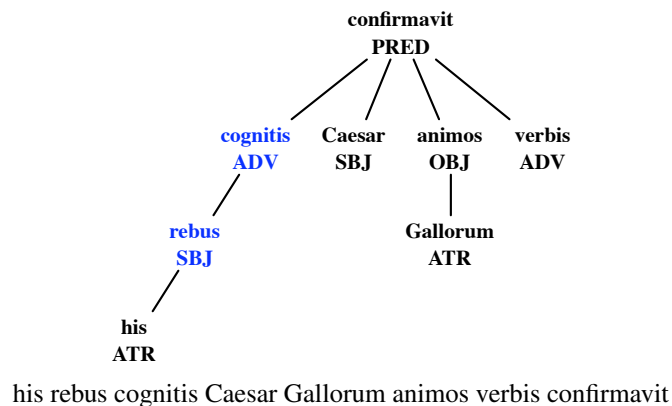 confirmavit
PRED
cognitis Caesar animos verbis
ADV SBJ OBJ ADV
rebus Gallorum
SBJ ATR
his
ATR
his rebus cognitis Caesar Gallorum animos verbis confirmavit